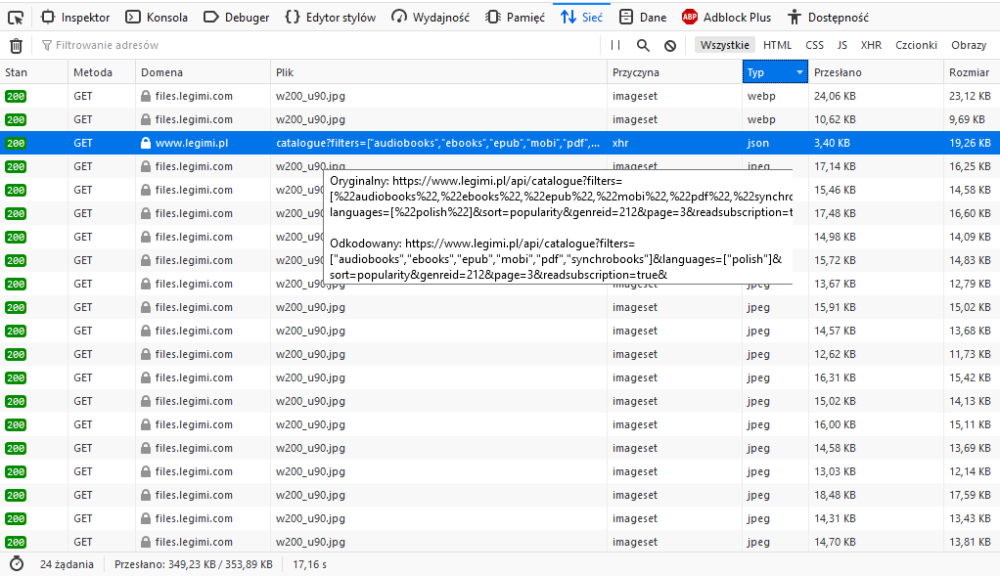 Inspektor Konsola Debuger Edytor stylów Wydajność Pamięć Sieć Dane ABP Adblock Plus Dostępność
Filtrowanie adresów Wszystkie HTML CSS JS XHR Czcionki Obrazy
Stan Metoda Domena Plik Przyczyna Typ Przesłano Rozmiar
200 GET files.legimi.com w200_u90.jpg imageset webp 24,06 KB 23,12 KB
200 GET files.legimi.com w200_u90.jpg imageset webp 10,62 KB 9,69 KB
200 GET www.legimi.pl catalogue?filters=["audiobooks","ebooks","epub","mobi","pdf",... xhr json 3,40 KB 19,26 KB
200 GET files.legimi.com w200_u90.jpg imageset jpeg 17,14 KB 16,25 KB
Oryginalny: https://www.legimi.pl/api/catalogue?filters=
200 GET files.legimi.com w200_u90 15,46 KB 14,58 KB
[%22audiobooks%22,%22ebooks%22,%22epub%22,%22mobi%22,%22pdf%22,%22synchro
200 GET files.legimi.com w200_u90 17,48 KB 16,60 KB
languages=[%22polish%22]&sort=popularity&genreid=212&page=3&readsubscription=t
200 GET files.legimi.com w200_u90 14,98 KB 14,09 KB
Odkodowany: https://www.legimi.pl/api/catalogue?filters=
200 GET files.legimi.com w200_u90 15,72 KB 14,83 KB
["audiobooks","ebooks","epub","mobi","pdf","synchrobooks"]&languages=["polish"]&
sort=popularity&genreid=212&page=3&readsubscription=true&
200 GET files.legimi.com w200_u90.jpg imageset jpeg 13,67 KB 12,79 KB
200 GET files.legimi.com w200_u90.jpg imageset jpeg 15,91 KB 15,02 KB
200 GET files.legimi.com w200_u90.jpg imageset jpeg 14,57 KB 13,68 KB
200 GET files.legimi.com w200_u90.jpg imageset jpeg 12,62 KB 11,73 KB
200 GET files.legimi.com w200_u90.jpg imageset jpeg 16,31 KB 15,42 KB
200 GET files.legimi.com w200_u90.jpg imageset jpeg 15,02 KB 14,13 KB
200 GET files.legimi.com w200_u90.jpg imageset jpeg 16,00 KB 15,11 KB
200 GET files.legimi.com w200_u90.jpg imageset jpeg 14,58 KB 13,69 KB
200 GET files.legimi.com w200_u90.jpg imageset jpeg 13,03 KB 12,14 KB
200 GET files.legimi.com w200_u90.jpg imageset jpeg 18,48 KB 17,59 KB
200 GET files.legimi.com w200_u90.jpg imageset jpeg 14,31 KB 13,43 KB
200 GET files.legimi.com w200_u90.jpg imageset jpeg 14,70 KB 13,81 KB
24 żądania Przesłano: 349,23 KB / 353,89 KB 17,16 s